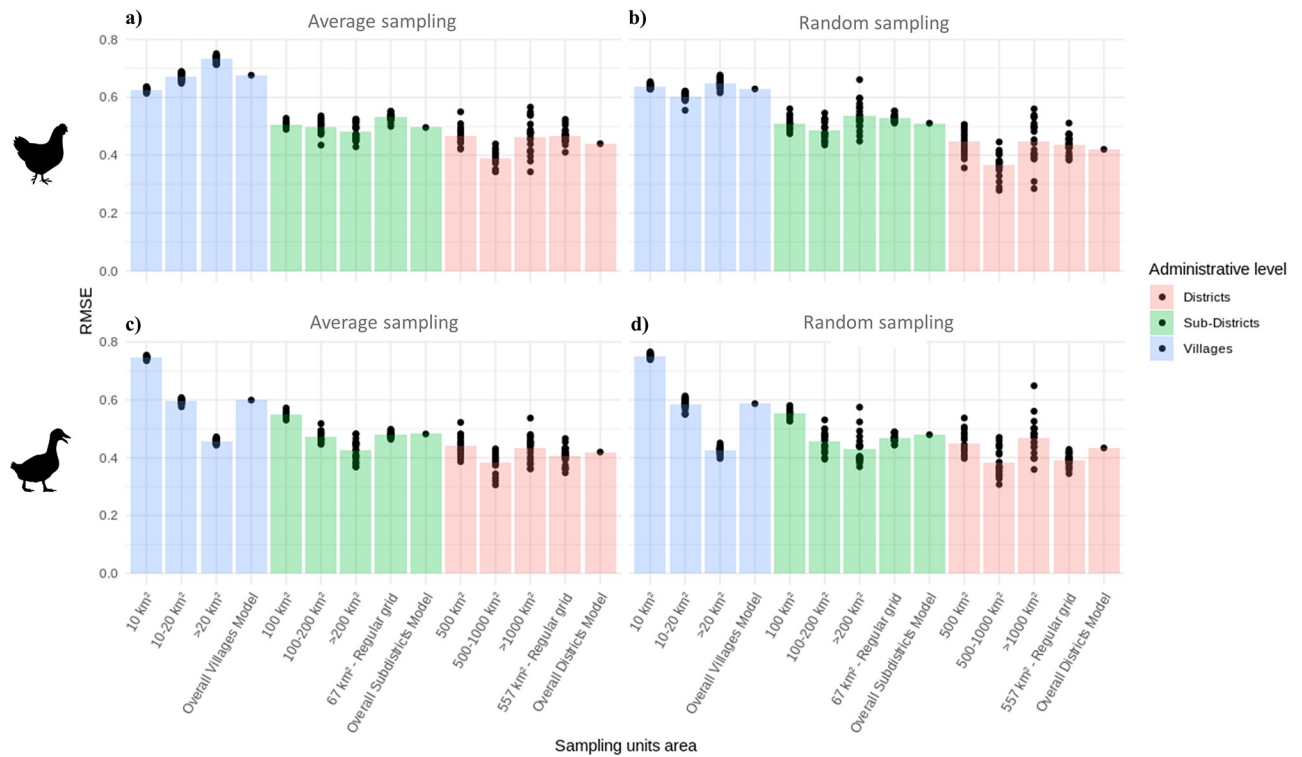 a)
Average sampling
b)
Random sampling
0.8
0.6
0.4
0.2
0.0
RMSE
c)
Average sampling
d)
Random sampling
0.8
0.6
0.4
0.2
0.0
Administrative level
Districts
Sub-Districts
Villages
10 km²
10-20 km²
>20 km²
Overall Villages Model
100 km²
100-200 km²
>200 km²
67 km² - Regular grid
Overall Subdistricts Model
500 km²
500-1000 km²
>1000 km²
557 km² - Regular grid
Overall Districts Model
10 km²
10-20 km²
>20 km²
Overall Villages Model
100 km²
100-200 km²
>200 km²
67 km² - Regular grid
Overall Subdistricts Model
500 km²
500-1000 km²
>1000 km²
557 km² - Regular grid
Overall Districts Model
Sampling units area